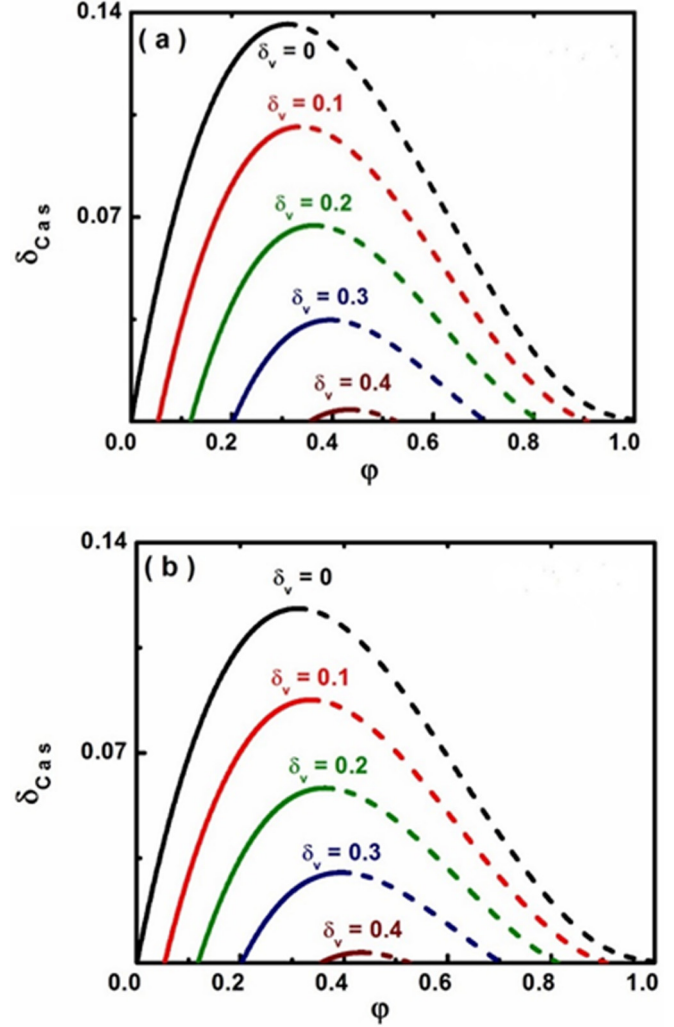 0.14
( a )
δv = 0
δv = 0.1
δv = 0.2
δv = 0.3
δv = 0.4
0.07
δCas
0.0 0.2 0.4 0.6 0.8 1.0
φ
0.14
( b )
δv = 0
δv = 0.1
δv = 0.2
δv = 0.3
δv = 0.4
0.07
δCas
0.0 0.2 0.4 0.6 0.8 1.0
φ